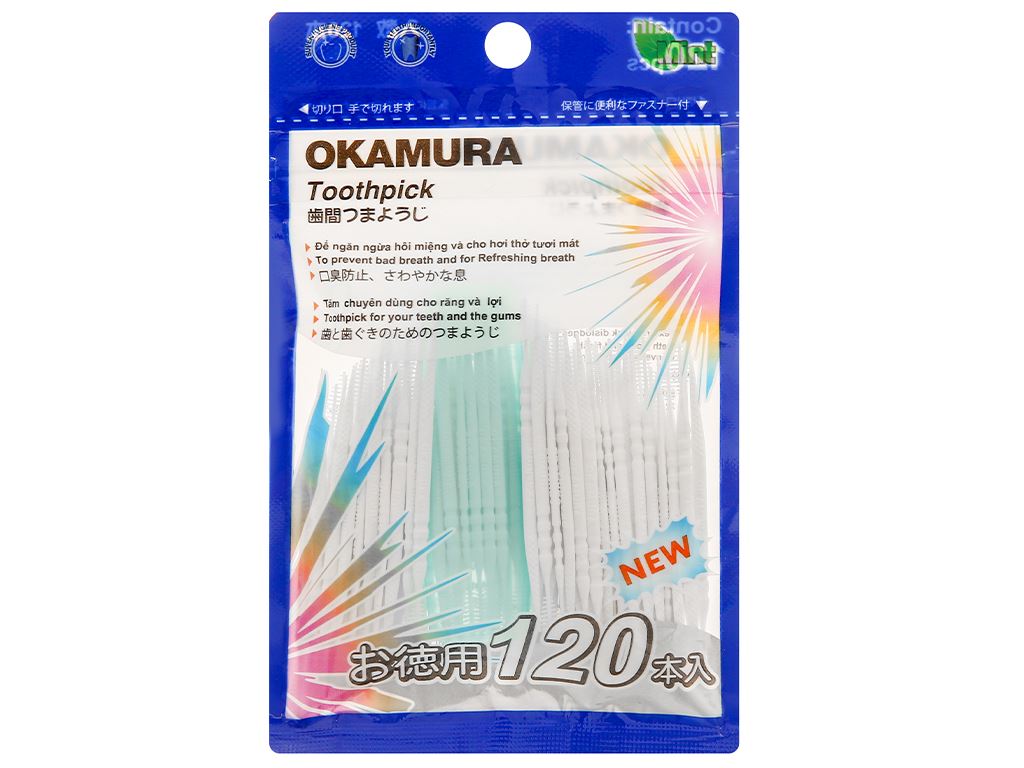 Mint
◀切り口 手で切れます
保管に便利なファスナー付 ▼
OKAMURA
Toothpick
歯間つまようじ
Để ngăn ngừa hôi miệng và cho hơi thở tươi mát
To prevent bad breath and for Refreshing breath
口臭防止、さわやかな息
Tăm chuyên dùng cho răng và lợi
Toothpick for your teeth and the gums
歯と歯ぐきのためのつまようじ
NEW
お徳用120本入